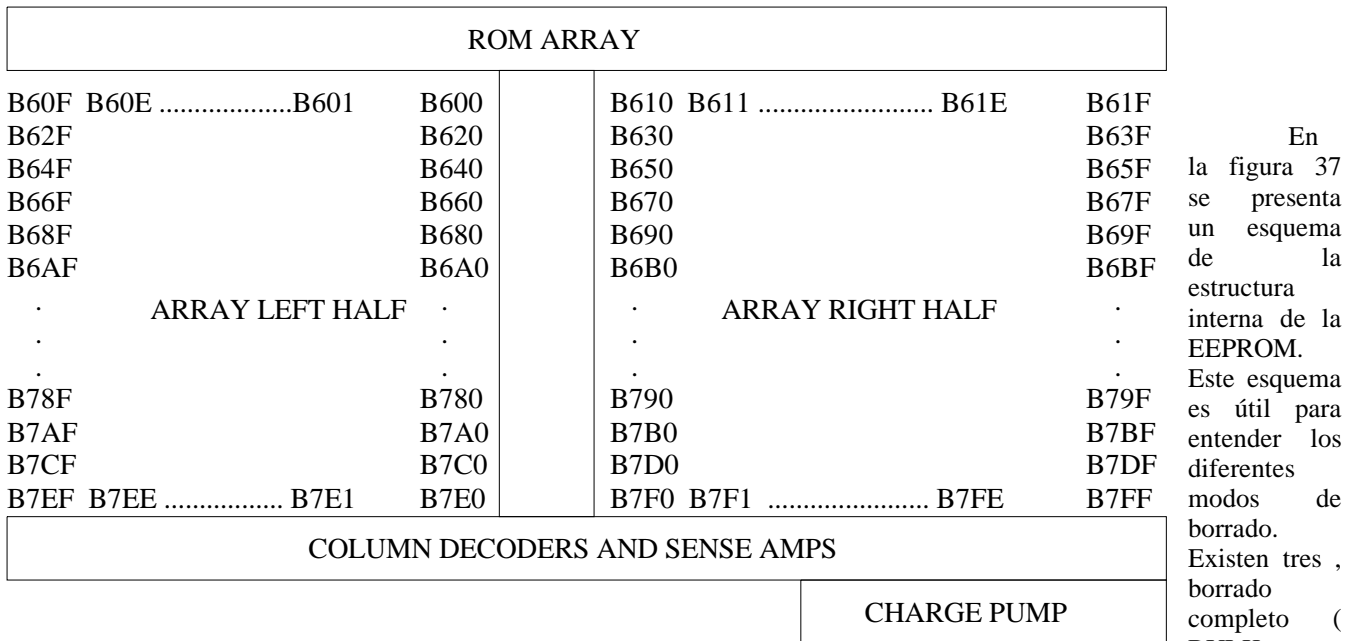 ROM ARRAY
B60F B60E ...................B601 B600 B610 B611 ......................... B61E B61F
B62F B620 B630 B63F
B64F B640 B650 B65F
B66F B660 B670 B67F
B68F B680 B690 B69F
B6AF B6A0 B6B0 B6BF
. ARRAY LEFT HALF . . ARRAY RIGHT HALF .
. . . .
. . . .
B78F B780 B790 B79F
B7AF B7A0 B7B0 B7BF
B7CF B7C0 B7D0 B7DF
B7EF B7EE ................. B7E1 B7E0 B7F0 B7F1 ....................... B7FE B7FF
COLUMN DECODERS AND SENSE AMPS
CHARGE PUMP
En
la figura 37
se presenta
un esquema
de la
estructura
interna de la
EEPROM.
Este esquema
es útil para
entender los
diferentes
modos de
borrado.
Existen tres ,
borrado
completo (